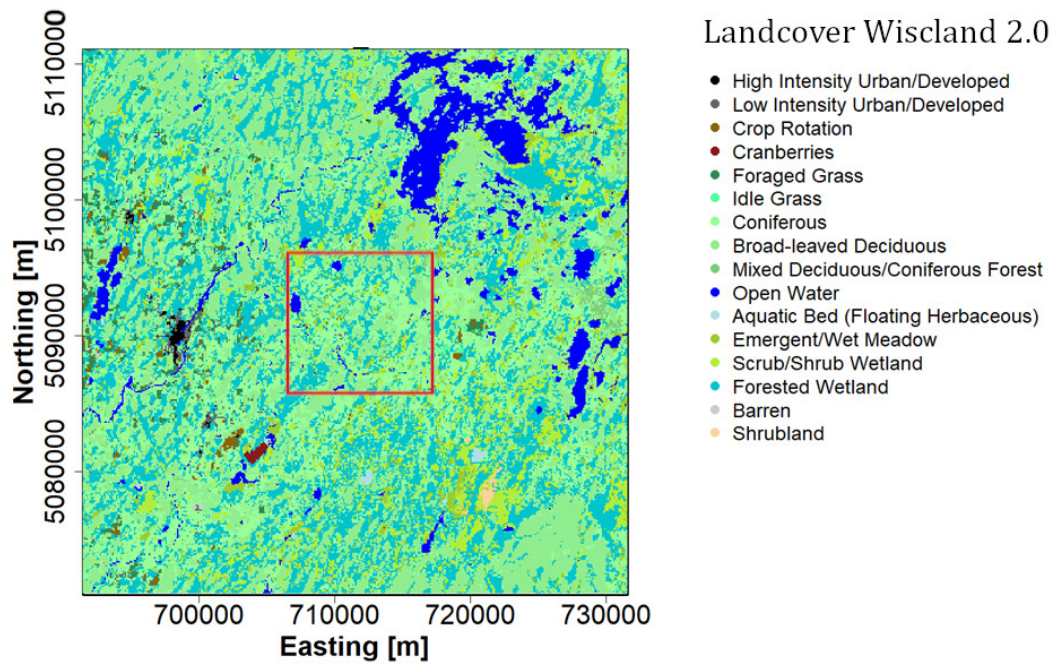 Landcover Wiscland 2.0
High Intensity Urban/Developed
Low Intensity Urban/Developed
Crop Rotation
Cranberries
Foraged Grass
Idle Grass
Coniferous
Broad-leaved Deciduous
Mixed Deciduous/Coniferous Forest
Open Water
Aquatic Bed (Floating Herbaceous)
Emergent/Wet Meadow
Scrub/Shrub Wetland
Forested Wetland
Barren
Shrubland
Northing [m]
5110000
5100000
5090000
5080000
700000 710000 720000 730000
Easting [m]